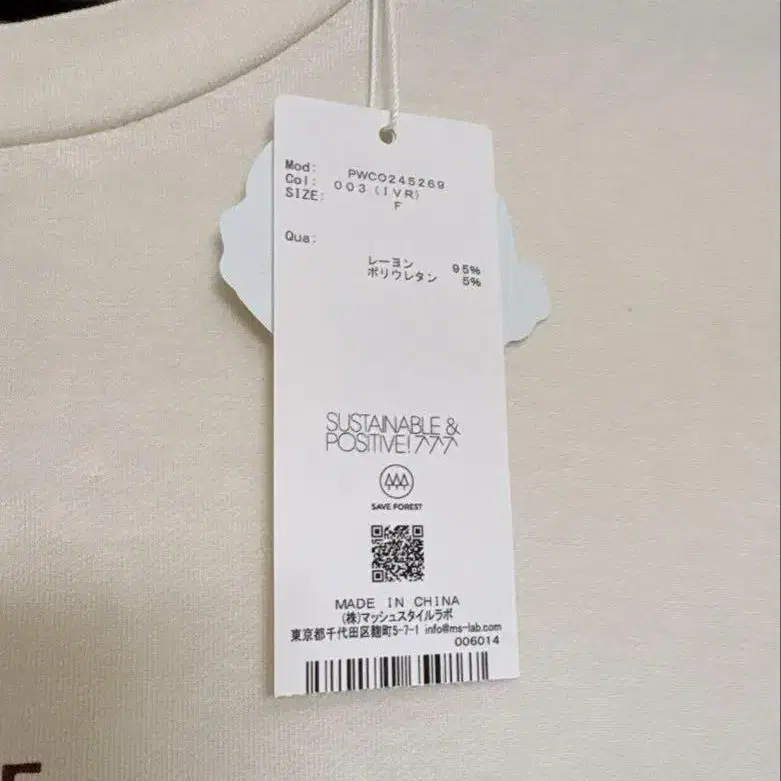 Mod: PWCO245269
Col: 003 (IVR)
SIZE: F
Qua:
レーヨン 95%
ポリウレタン 5%
SUSTAINABLE &
POSITIVE!
SAVE FOREST
MADE IN CHINA
(株)マッシュスタイルラボ
東京都千代田区麹町5-7-1 info@ms-lab.com
006014